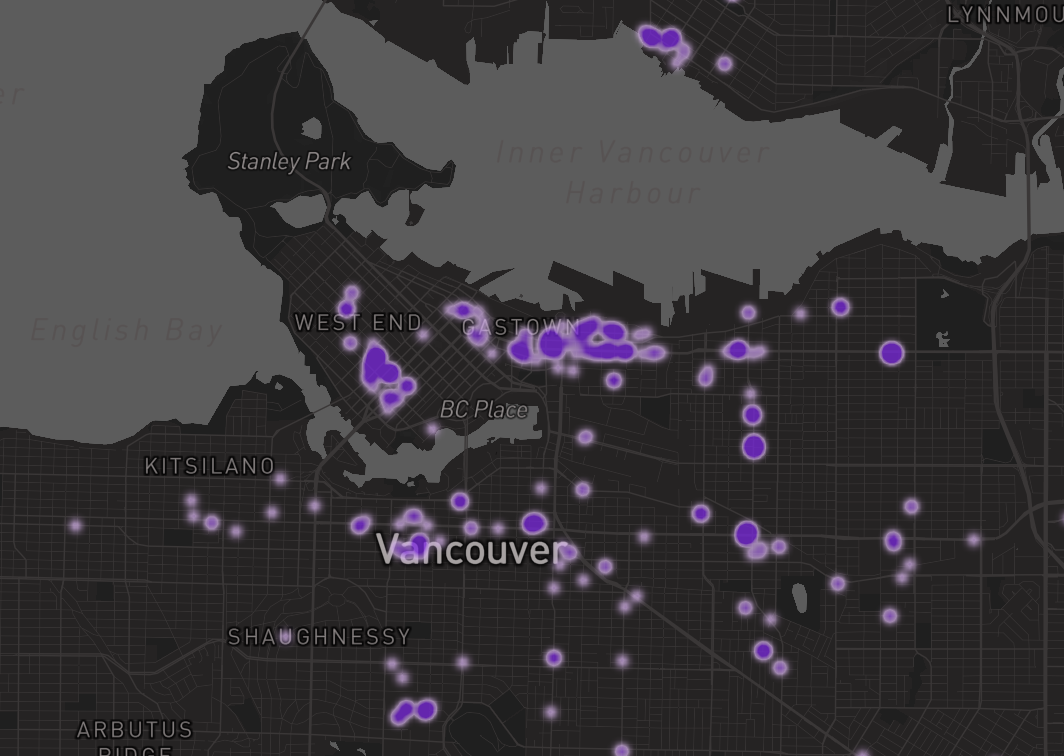 LYNNMOU
er
Stanley Park
Inner Vancouver
Harbour
English Bay
WEST END
GASTOWN
BC Place
KITSILANO
Vancouver
SHAUGHNESSY
ARBUTUS
RIDGE